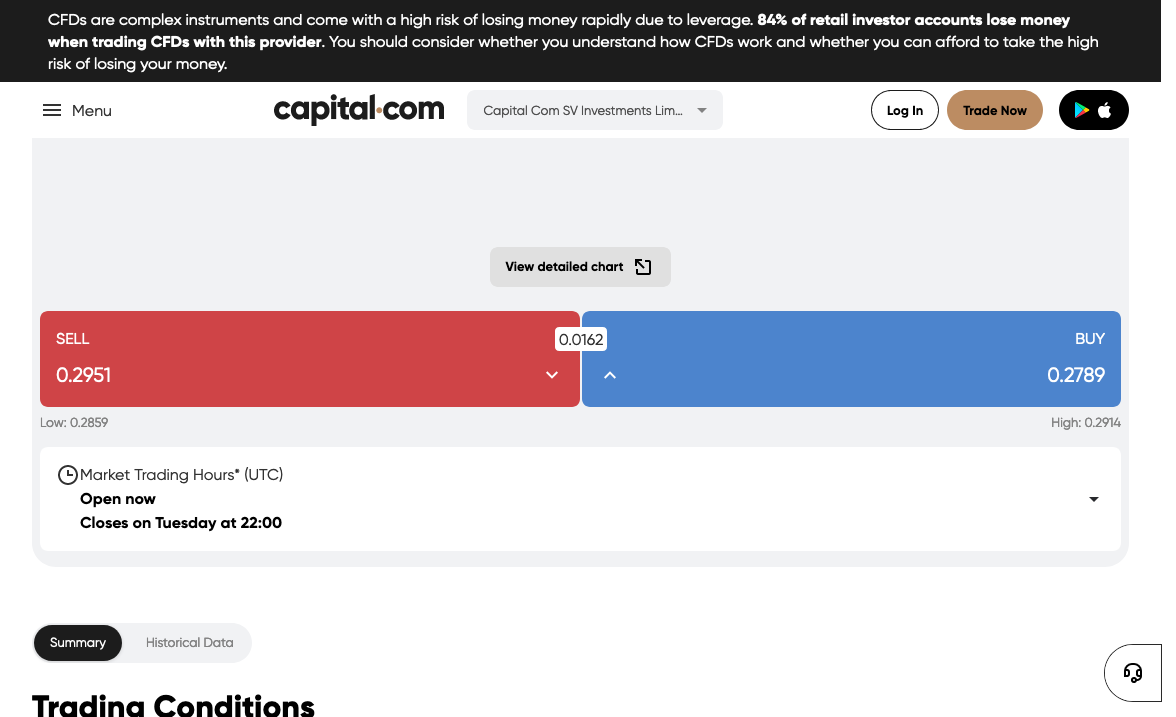 CFDs are complex instruments and come with a high risk of losing money rapidly due to leverage. 84% of retail investor accounts lose money
when trading CFDs with this provider. You should consider whether you understand how CFDs work and whether you can afford to take the high
risk of losing your money.
Menu
capital.com
Capital Com SV Investments Lim...
Log In
Trade Now
View detailed chart
SELL
0.2951
0.0162
BUY
0.2789
Low: 0.2859
High: 0.2914
Market Trading Hours* (UTC)
Open now
Closes on Tuesday at 22:00
Summary
Historical Data
Trading Conditions